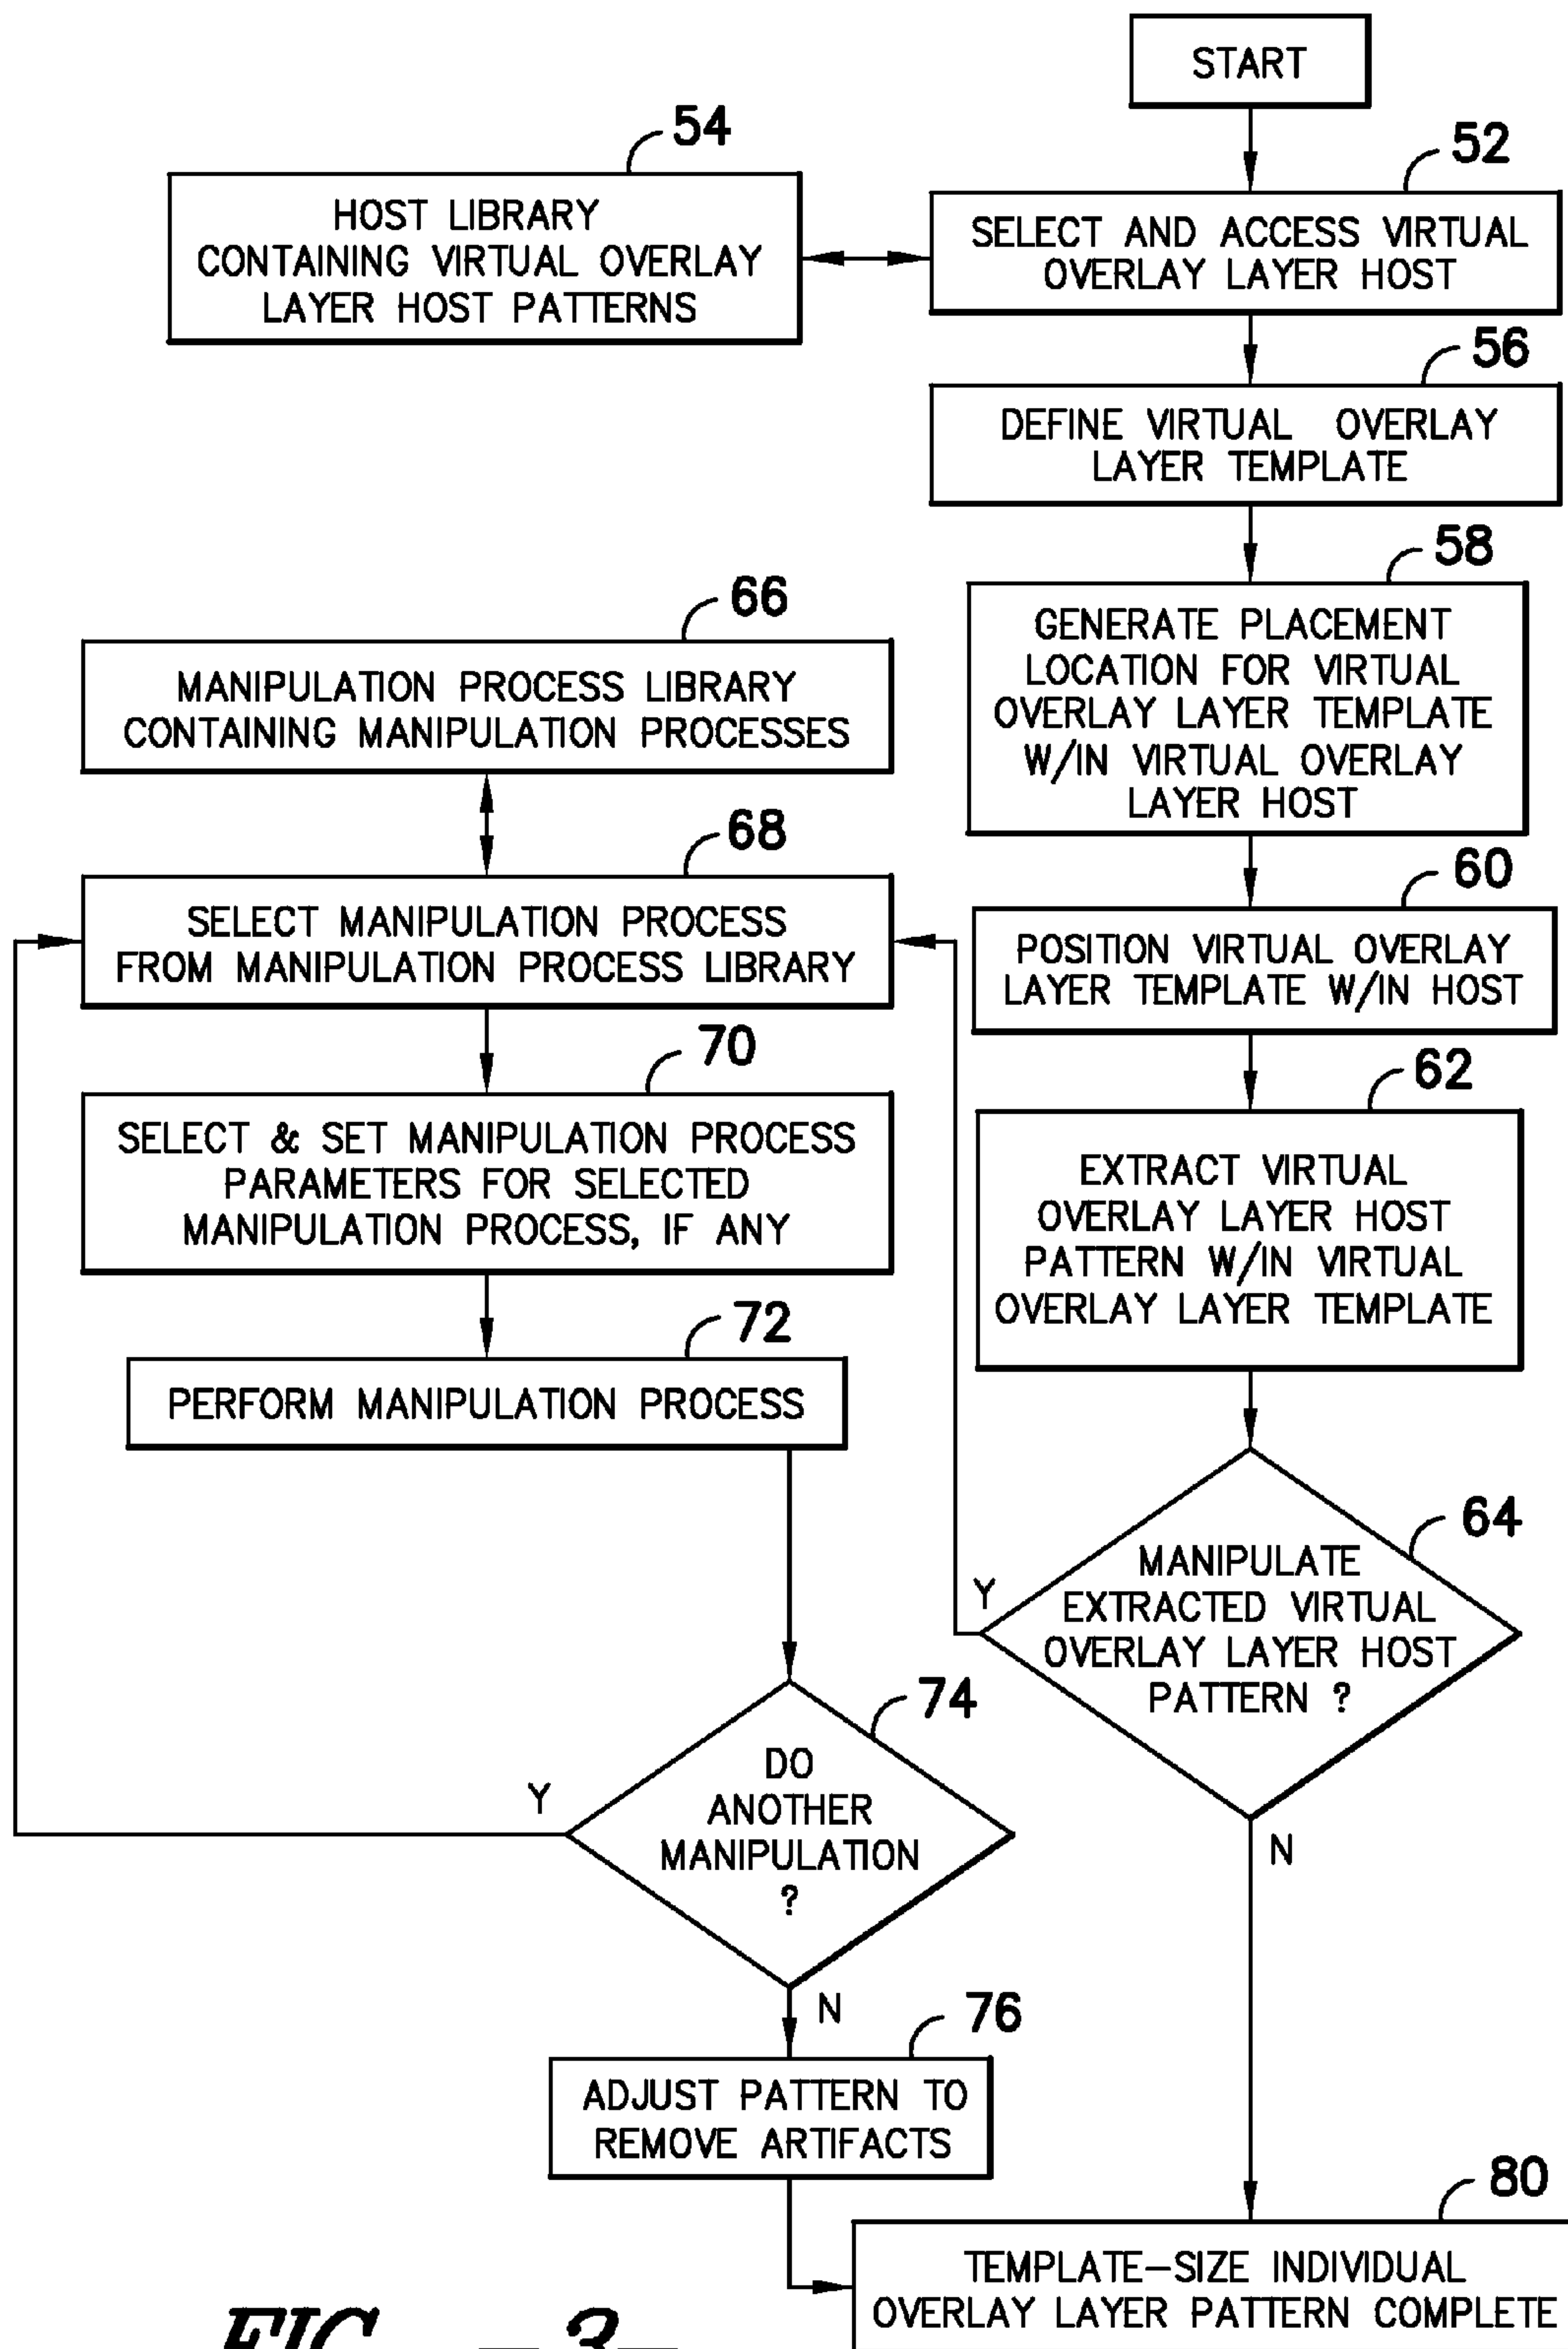 START
54
52
HOST LIBRARY
CONTAINING VIRTUAL OVERLAY
LAYER HOST PATTERNS
SELECT AND ACCESS VIRTUAL
OVERLAY LAYER HOST
56
DEFINE VIRTUAL OVERLAY
LAYER TEMPLATE
58
GENERATE PLACEMENT
LOCATION FOR VIRTUAL
OVERLAY LAYER TEMPLATE
W/IN VIRTUAL OVERLAY
LAYER HOST
66
MANIPULATION PROCESS LIBRARY
CONTAINING MANIPULATION PROCESSES
68
SELECT MANIPULATION PROCESS
FROM MANIPULATION PROCESS LIBRARY
60
POSITION VIRTUAL OVERLAY
LAYER TEMPLATE W/IN HOST
70
SELECT & SET MANIPULATION PROCESS
PARAMETERS FOR SELECTED
MANIPULATION PROCESS, IF ANY
62
EXTRACT VIRTUAL
OVERLAY LAYER HOST
PATTERN W/IN VIRTUAL
OVERLAY LAYER TEMPLATE
72
PERFORM MANIPULATION PROCESS
64
MANIPULATE
EXTRACTED VIRTUAL
OVERLAY LAYER HOST
PATTERN ?
Y
N
74
DO
ANOTHER
MANIPULATION
?
Y
N
76
ADJUST PATTERN TO
REMOVE ARTIFACTS
80
TEMPLATE-SIZE INDIVIDUAL
OVERLAY LAYER PATTERN COMPLETE
FIG. -3-